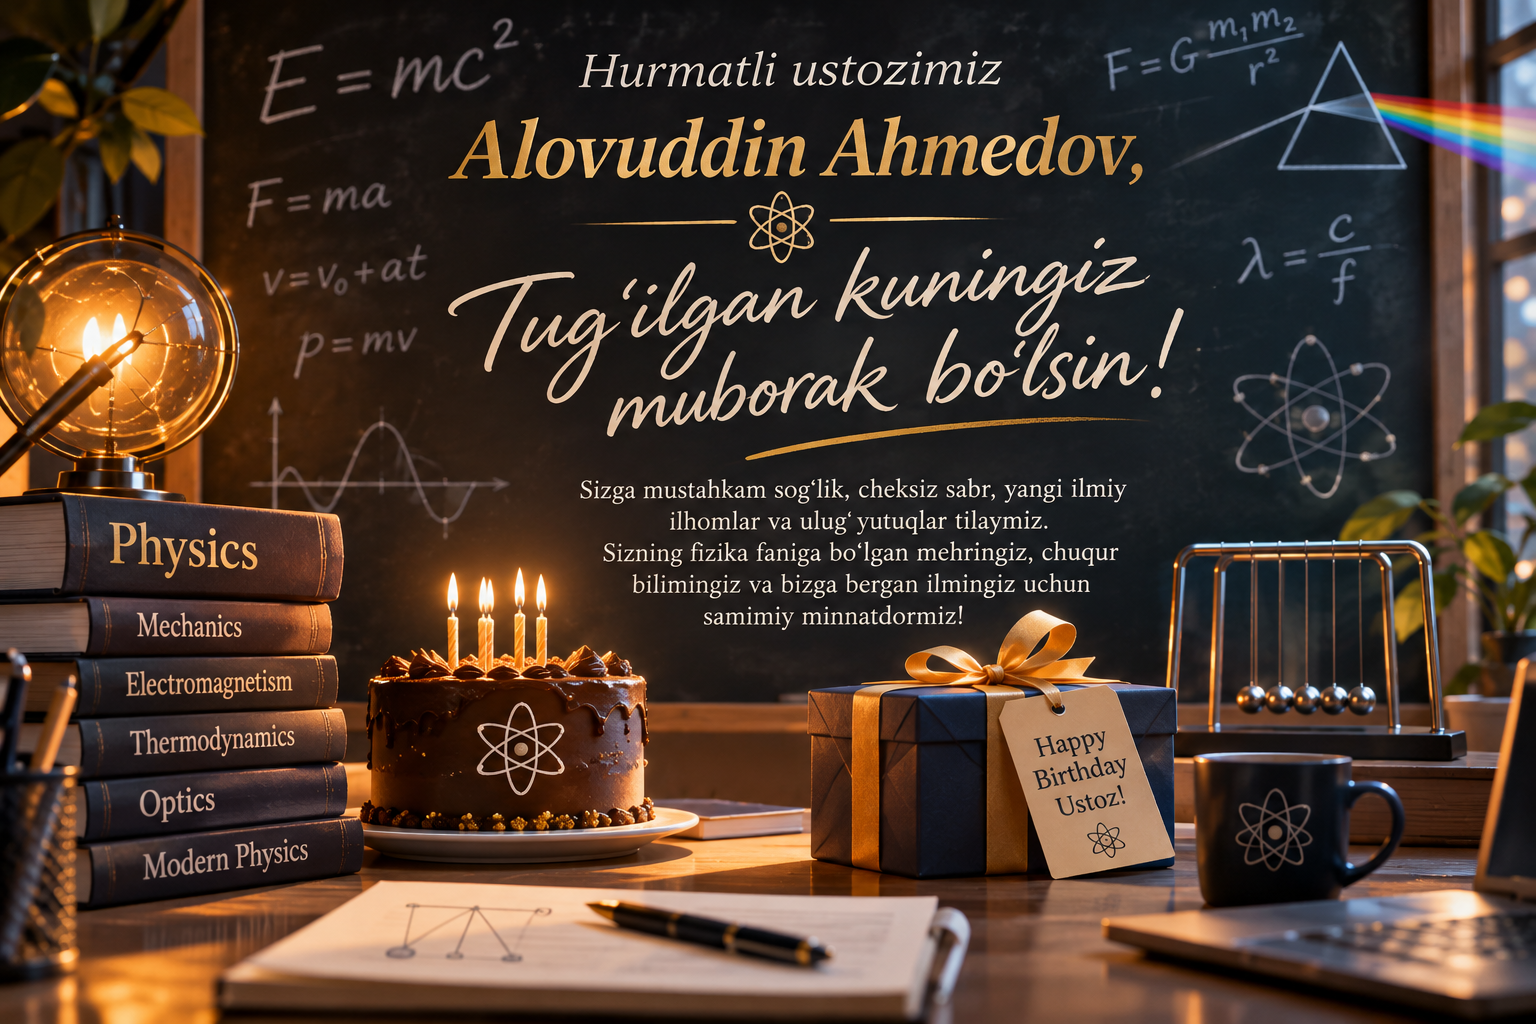 E = mc²
Hurmatli ustozimiz
F = G m₁m₂ / r²
Alovuddin Ahmedov,
F = ma
v = v₀ + at
λ = c / f
p = mv
Tug‘ilgan kuningiz
muborak bo‘lsin!
Sizga mustahkam sog‘lik, cheksiz sabr, yangi ilmiy
ilhomlar va ulug‘ yutuqlar tilaymiz.
Sizning fizika faniga bo‘lgan mehringiz, chuqur
bilimingiz va bizga bergan ilmingiz uchun
samimiy minnatdormiz!
Physics
Mechanics
Electromagnetism
Thermodynamics
Optics
Modern Physics
Happy
Birthday
Ustoz!